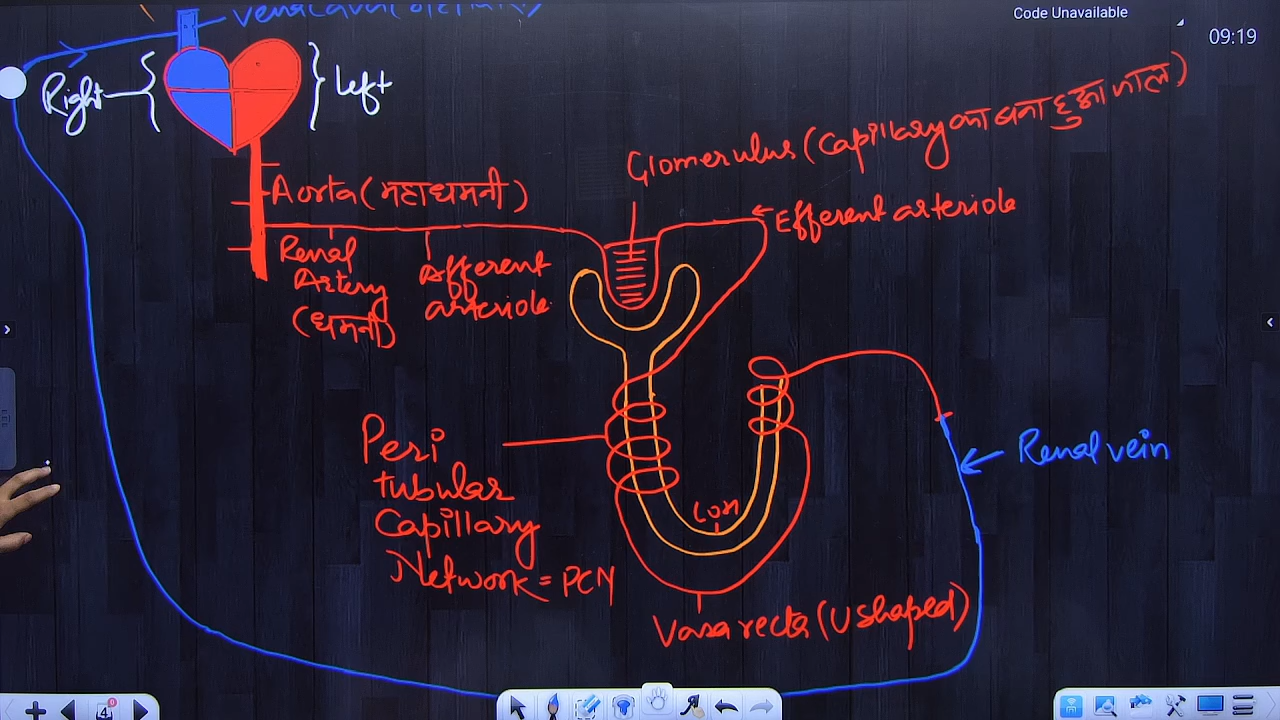 Code Unavailable
09:19
Right
left
Glomerulus (Capillary का बना हुआ जाल)
Aorta (महाधमनी)
Efferent arteriole
Renal
Artery
(धमनी)
Afferent
arteriole
Peri
tubular
Capillary
Network = PCN
Renal vein
LOH
Vasa recta (U shaped)
4